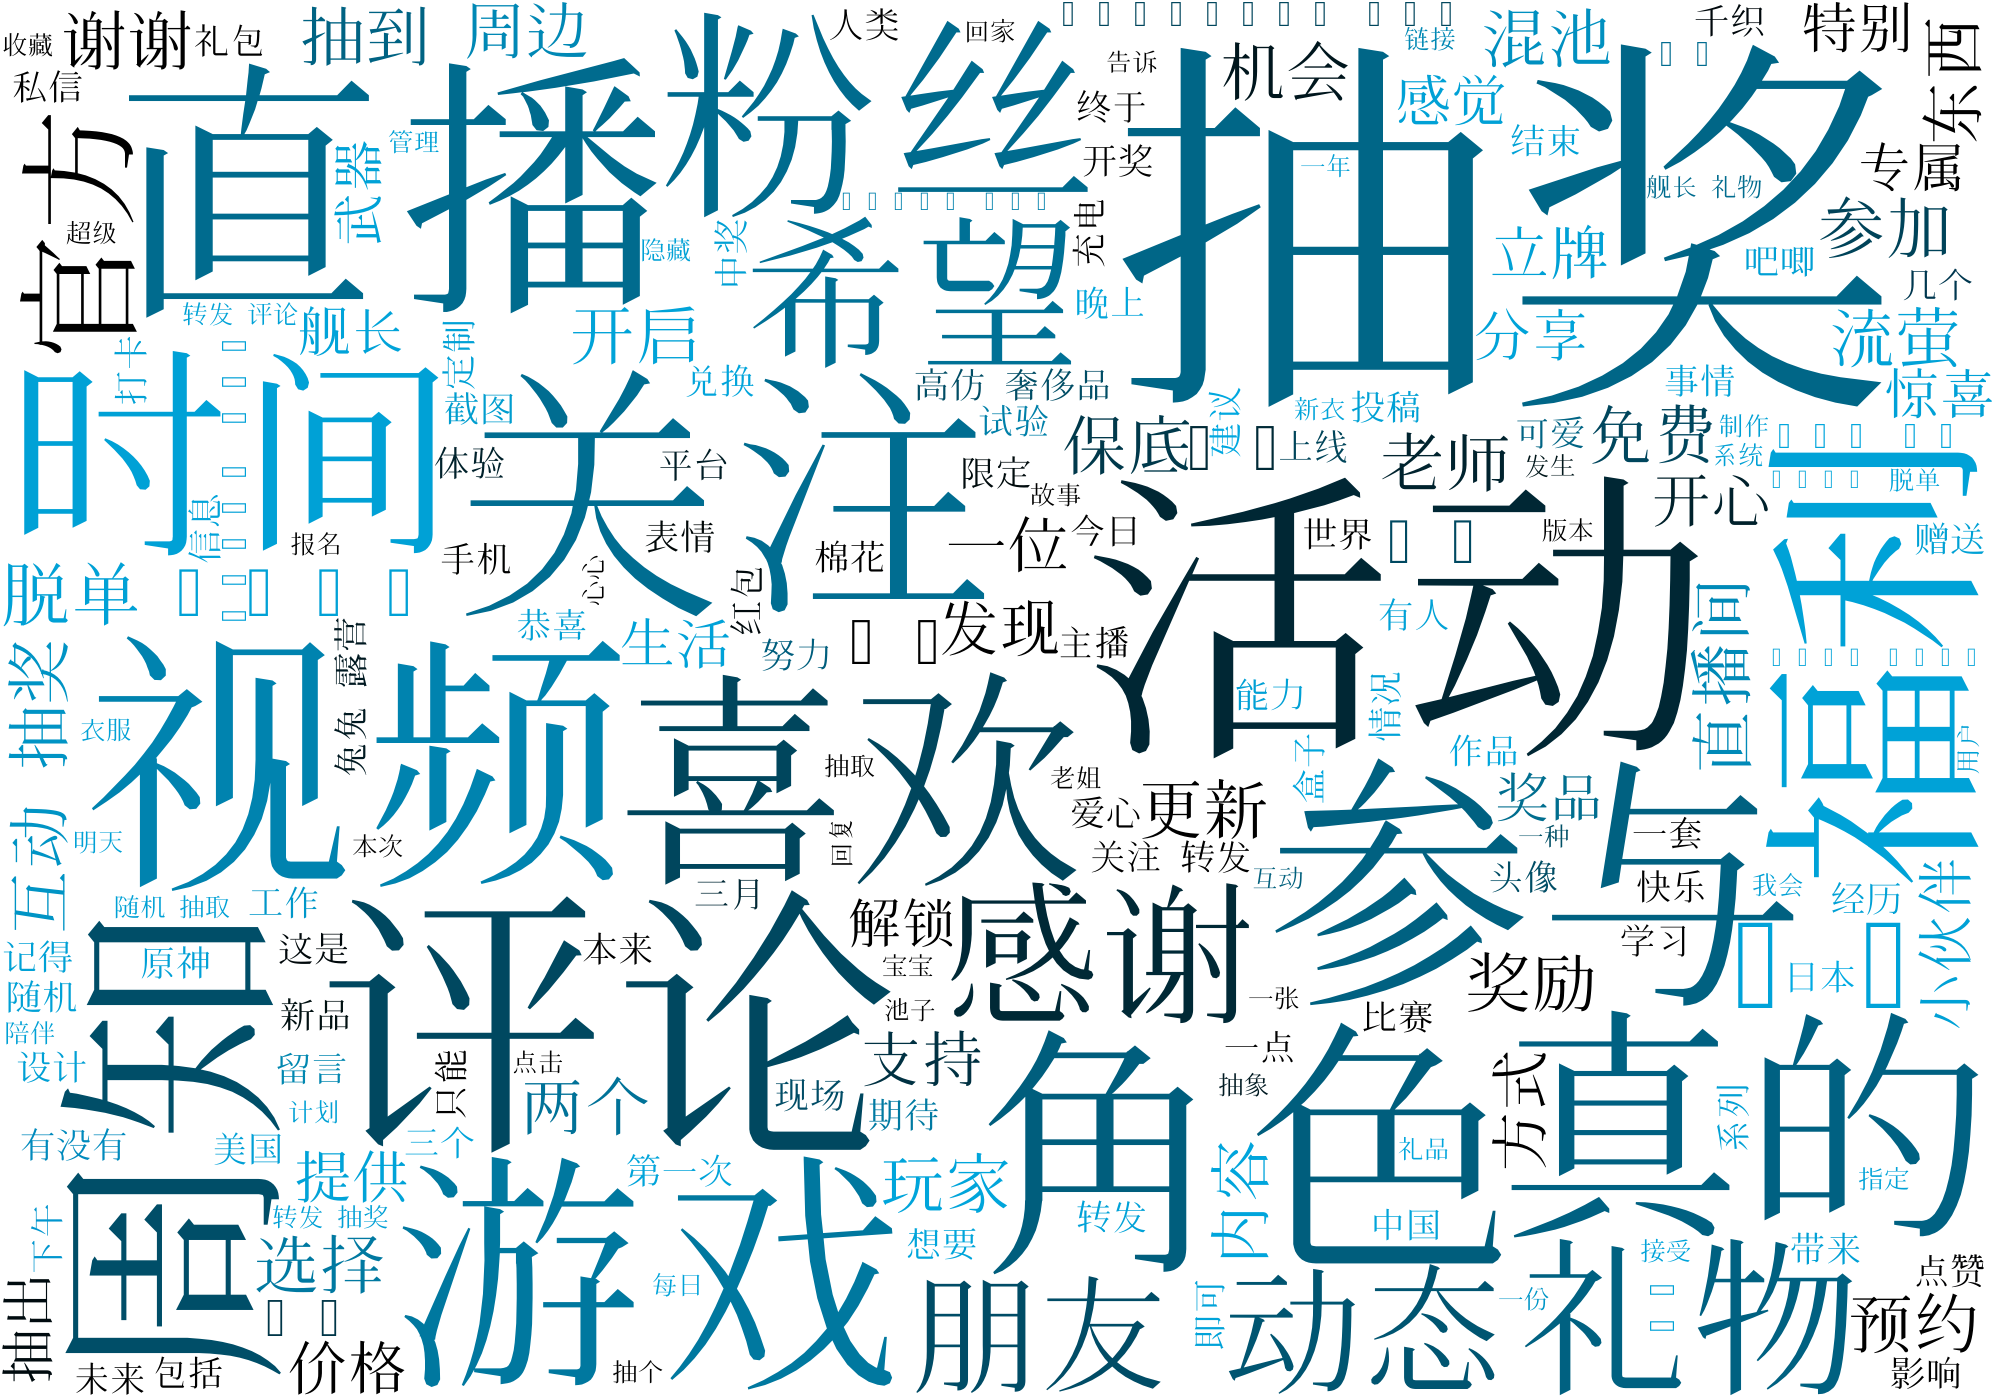 收藏
谢谢
礼包
抽到
周边
人类
回家
链接
混池
千织
特别
东西
私信
官方
直播
粉丝
告诉
机会
感觉
抽奖
终于
开奖
结束
一年
舰长 礼物
专属
武器
管理
超级
隐藏
中奖
希望
充电
晚上
立牌
吧唧
参加
几个
转发 评论
舰长
定制
开启
分享
流萤
打卡
时间
截图
兑换
高仿 奢侈品
试验
新衣
投稿
建议
事情
惊喜
关注
保底
上线
老师
可爱
发生
免费
制作
系统
福利
脱单
体验
平台
限定
故事
开心
信息
报名
手机
表情
棉花
一位
今日
活动
世界
版本
赠送
脱单
心心
红包
恭喜
生活
努力
发现
主播
有人
直播间
抽奖
露营
视频
喜欢
能力
情况
衣服
兔兔
抽取
老姐
盒子
作品
用户
互动
明天
本次
回复
爱心
更新
参与
奖品
一种
一套
关注 转发
互动
头像
快乐
我会
三月
随机 抽取
工作
经历
小伙伴
周知
评论
解锁
感谢
学习
记得
原神
这是
本来
宝宝
奖励
日本
随机
新品
池子
一张
比赛
陪伴
设计
留言
只能
点击
支持
角色
一点
方式
真的
计划
两个
现场
期待
抽象
系列
有没有
美国
三个
礼品
提供
游戏
第一次
玩家
内容
指定
下午
转发 抽奖
转发
中国
选择
想要
接受
带来
抽出
每日
朋友
即可
动态
一份
礼物
点赞
预约
未来
包括
价格
抽个
影响